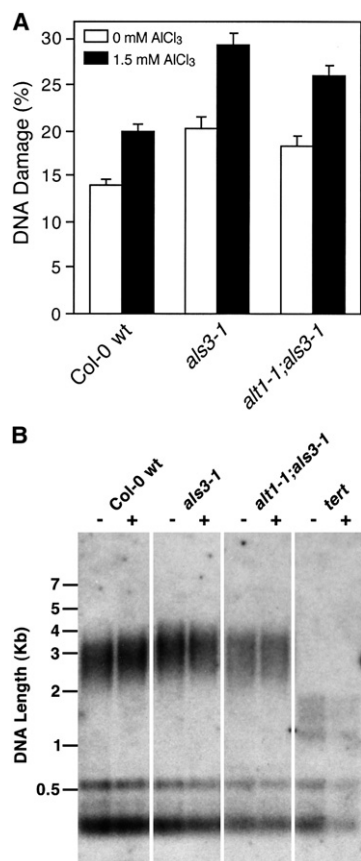 A
0 mM AlCl₃
1.5 mM AlCl₃
DNA Damage (%)
30
25
20
15
10
5
0
Col-0 wt
als3-1
alt1-1;als3-1
B
Col-0 wt
als3-1
alt1-1;als3-1
tert
- + - + - + - +
DNA Length (Kb)
7
5
4
3
2
1
0.5